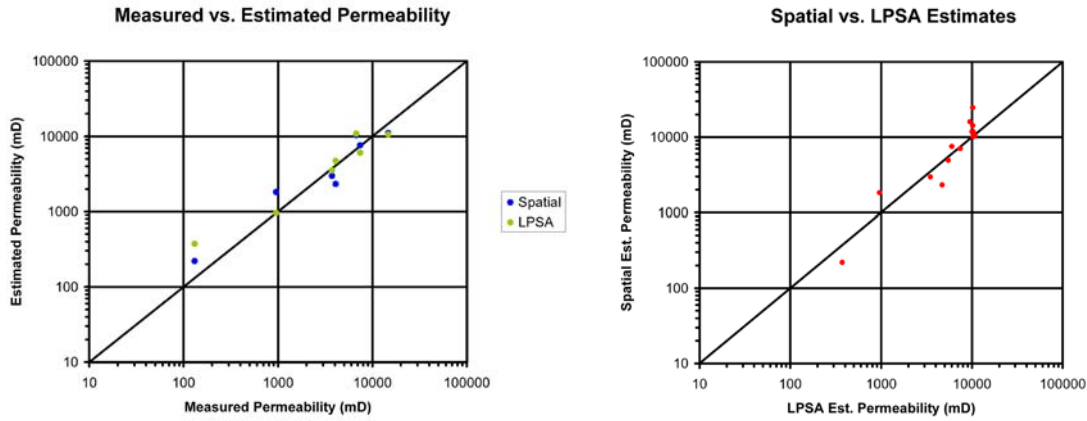 Measured vs. Estimated Permeability
100000
10000
1000
100
10
10
100
1000
10000
100000
Estimated Permeability (mD)
Measured Permeability (mD)
Spatial
LPSA
Spatial vs. LPSA Estimates
100000
10000
1000
100
10
10
100
1000
10000
100000
Spatial Est. Permeability (mD)
LPSA Est. Permeability (mD)